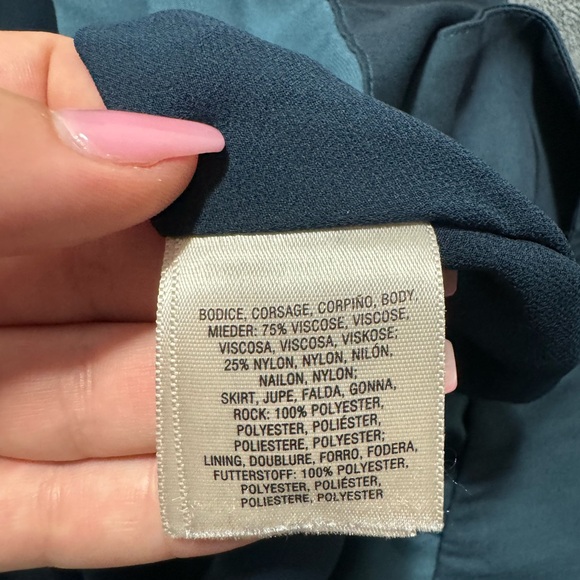 BODICE, CORSAGE, CORPIÑO, BODY,
MIEDER: 75% VISCOSE, VISCOSE,
VISCOSA, VISCOSA, VISKOSE;
25% NYLON, NYLON, NILÓN,
NAILON, NYLON;
SKIRT, JUPE, FALDA, GONNA,
ROCK: 100% POLYESTER,
POLYESTER, POLIÉSTER,
POLIESTERE, POLYESTER;
LINING, DOUBLURE, FORRO, FODERA,
FUTTERSTOFF: 100% POLYESTER,
POLYESTER, POLIÉSTER,
POLIESTERE, POLYESTER